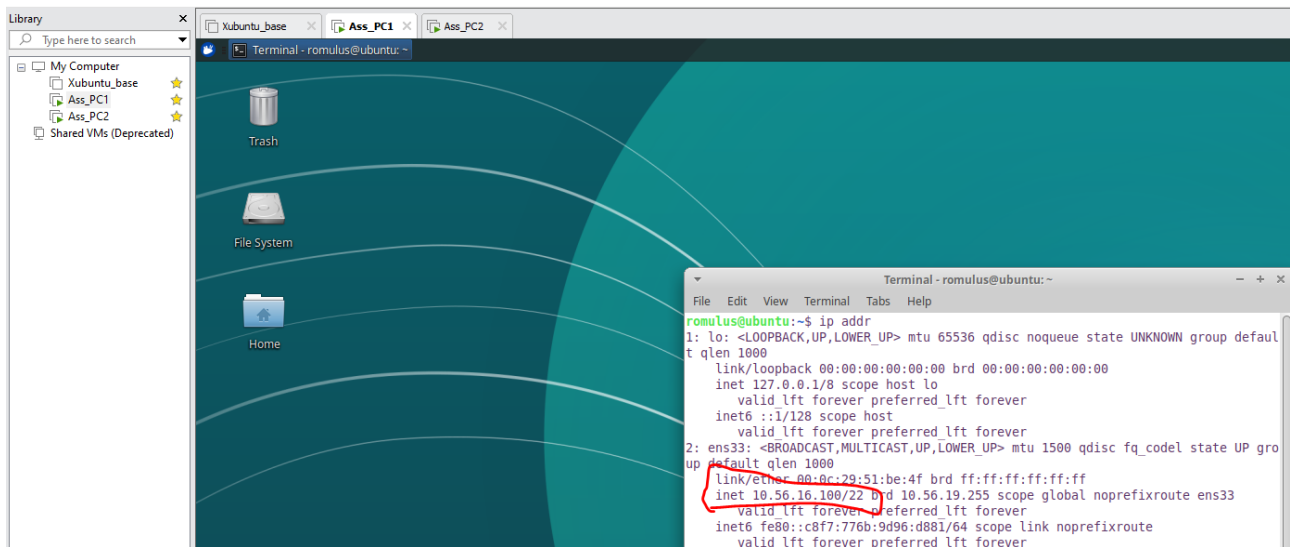 Library
Type here to search
My Computer
Xubuntu_base
Ass_PC1
Ass_PC2
Shared VMs (Deprecated)
Xubuntu_base
Ass_PC1
Ass_PC2
Terminal - romulus@ubuntu: ~
Trash
File System
Home
Terminal - romulus@ubuntu: ~
File Edit View Terminal Tabs Help
romulus@ubuntu:~$ ip addr
1: lo: <LOOPBACK,UP,LOWER_UP> mtu 65536 qdisc noqueue state UNKNOWN group defaul
t qlen 1000
link/loopback 00:00:00:00:00:00 brd 00:00:00:00:00:00
inet 127.0.0.1/8 scope host lo
valid_lft forever preferred_lft forever
inet6 ::1/128 scope host
valid_lft forever preferred_lft forever
2: ens33: <BROADCAST,MULTICAST,UP,LOWER_UP> mtu 1500 qdisc fq_codel state UP gro
up default qlen 1000
link/ether 00:0c:29:51:be:4f brd ff:ff:ff:ff:ff:ff
inet 10.56.16.100/22 brd 10.56.19.255 scope global noprefixroute ens33
valid_lft forever preferred_lft forever
inet6 fe80::c8f7:776b:9d96:d881/64 scope link noprefixroute
valid_lft forever preferred_lft forever